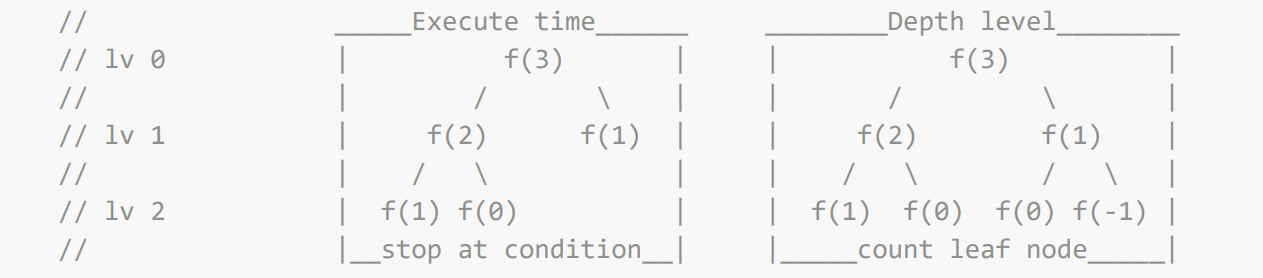 //                _____Execute time______     ________Depth level________
// lv 0           |          f(3)       |     |           f(3)          |
//                |        /       \    |     |       /         \       |
// lv 1           |     f(2)      f(1)  |     |     f(2)        f(1)    |
//                |    /   \            |     |    /   \        /   \   |
// lv 2           |  f(1) f(0)          |     |  f(1)  f(0)  f(0) f(-1) |
//                |__stop at condition__|     |_____count leaf node_____|